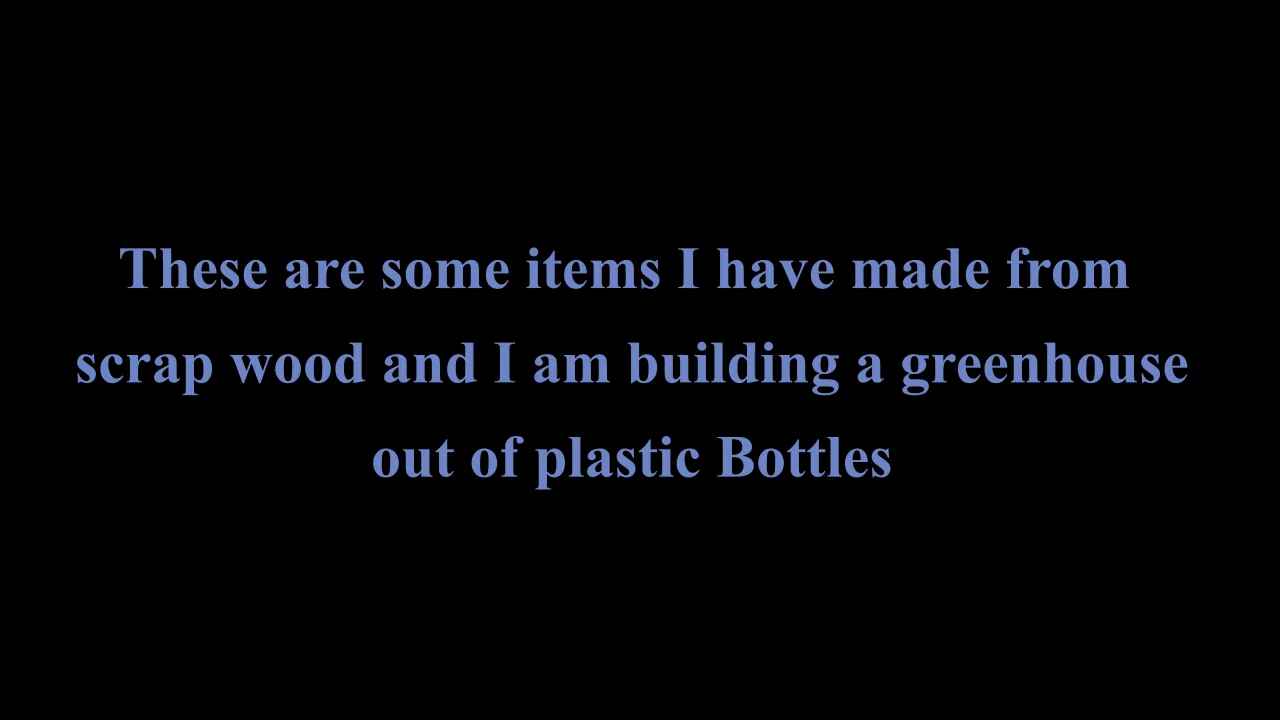 These are some items I have made from
scrap wood and I am building a greenhouse
out of plastic Bottles